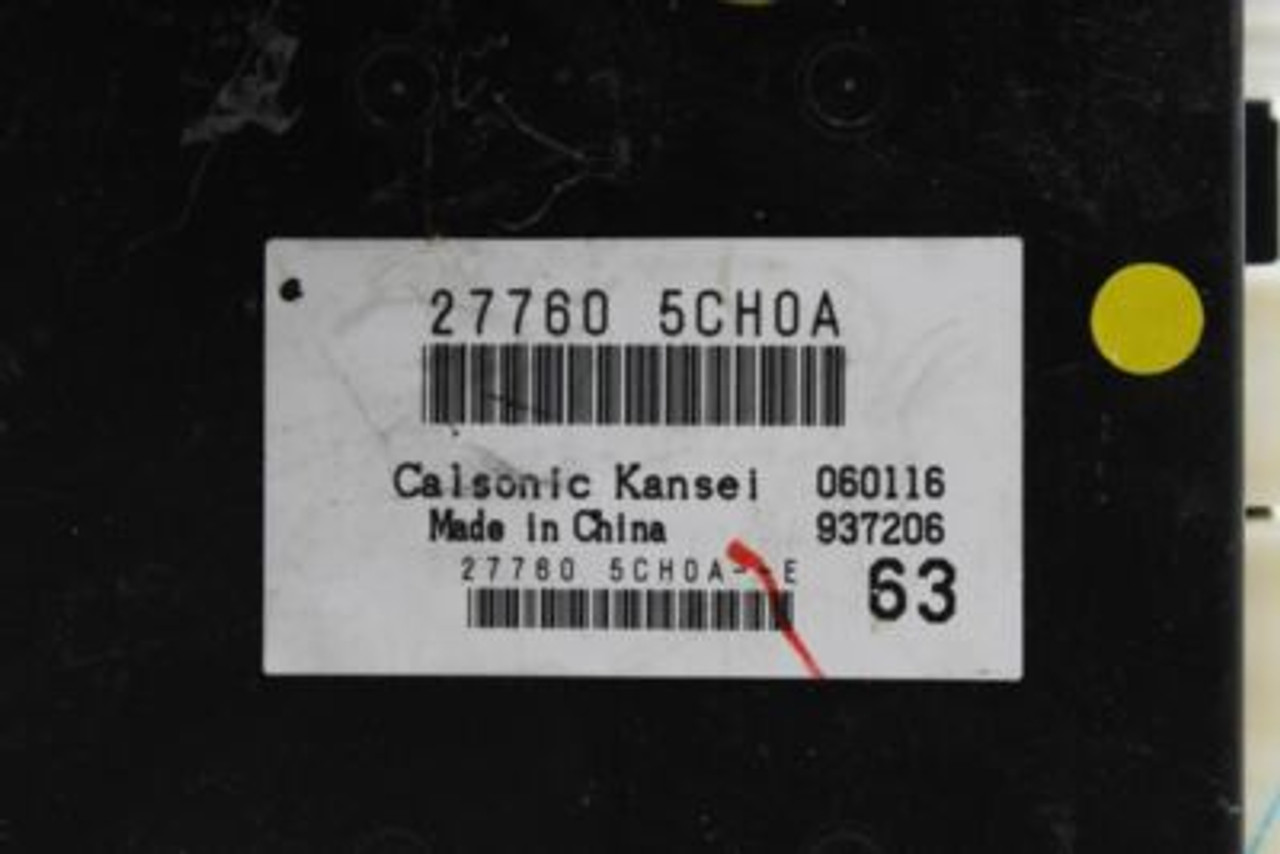 27760 5CH0A
Calsonic Kansei 060116
Made in China 937206
27760 5CH0A--E
63